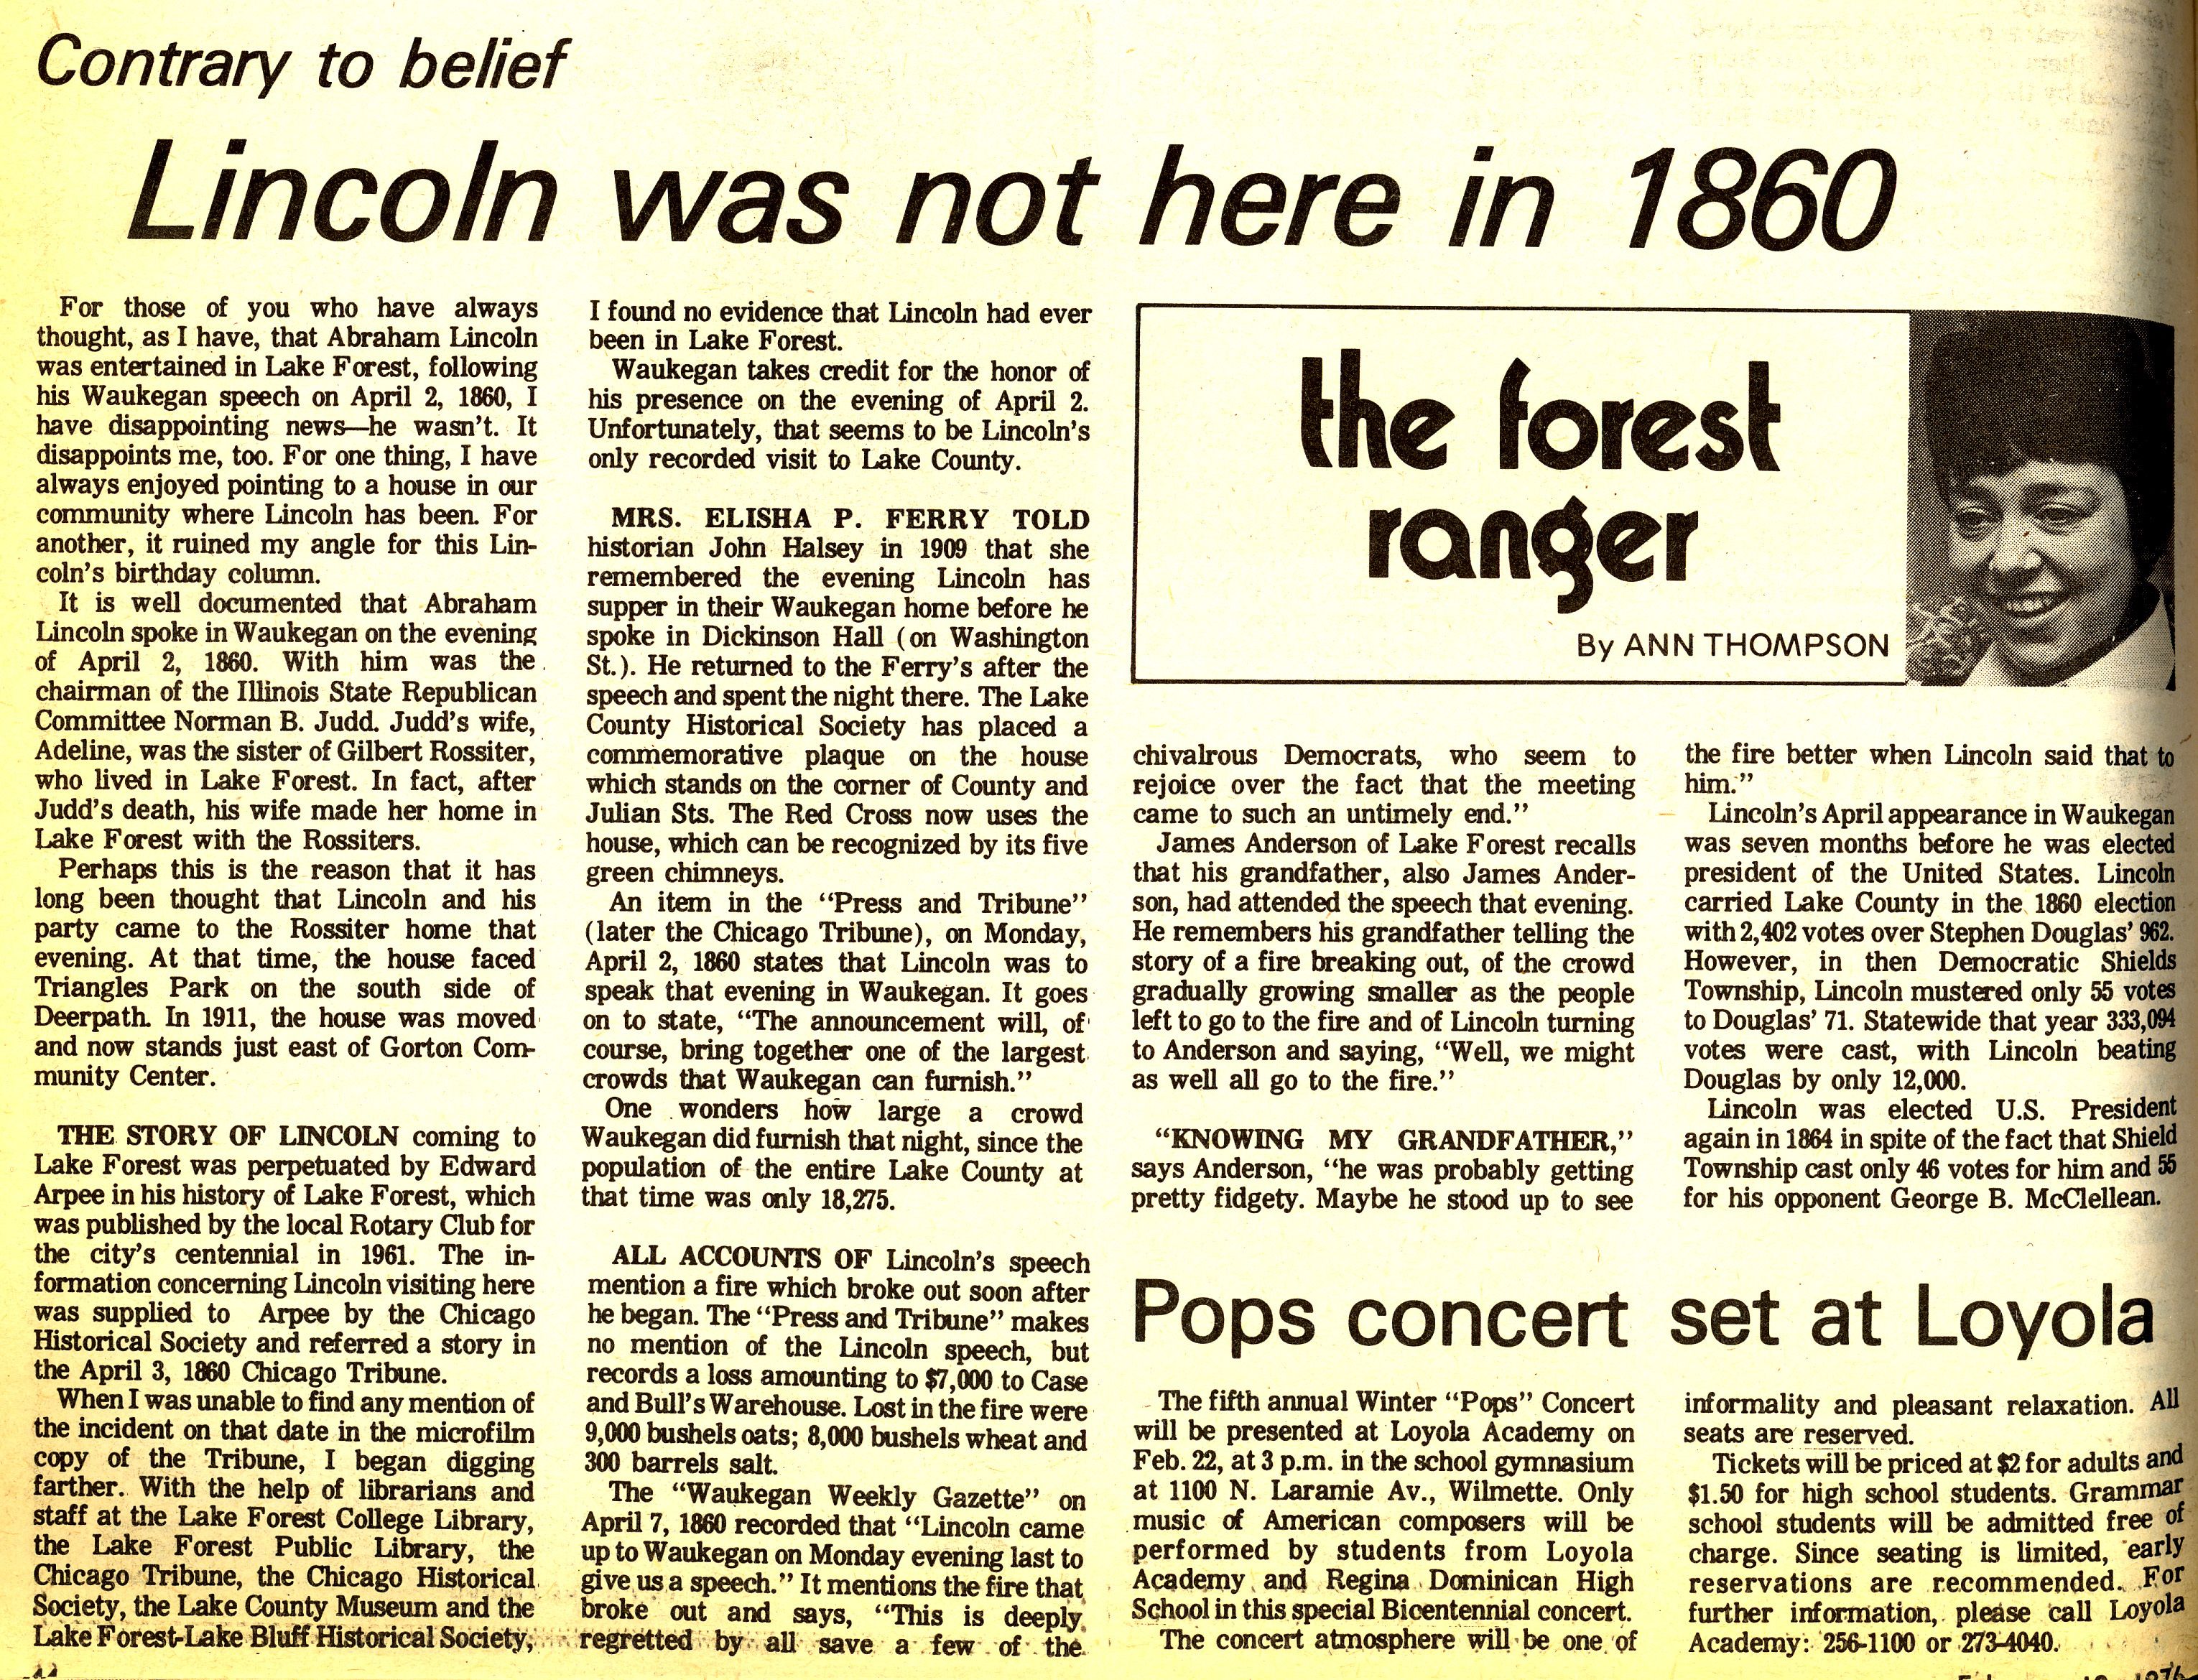 Contrary to belief
Lincoln was not here in 1860
For those of you who have always
thought, as I have, that Abraham Lincoln
was entertained in Lake Forest, following
his Waukegan speech on April 2, 1860, I
have disappointing news—he wasn't. It
disappoints me, too. For one thing, I have
always enjoyed pointing to a house in our
community where Lincoln has been. For
another, it ruined my angle for this Lin-
coln's birthday column.
It is well documented that Abraham
Lincoln spoke in Waukegan on the evening
of April 2, 1860. With him was the
chairman of the Illinois State Republican
Committee Norman B. Judd. Judd's wife,
Adeline, was the sister of Gilbert Rossiter,
who lived in Lake Forest. In fact, after
Judd's death, his wife made her home in
Lake Forest with the Rossiters.
Perhaps this is the reason that it has
long been thought that Lincoln and his
party came to the Rossiter home that
evening. At that time, the house faced
Triangles Park on the south side of
Deerpath. In 1911, the house was moved
and now stands just east of Gorton Com-
munity Center.
THE STORY OF LINCOLN coming to
Lake Forest was perpetuated by Edward
Arpee in his history of Lake Forest, which
was published by the local Rotary Club for
the city's centennial in 1961. The in-
formation concerning Lincoln visiting here
was supplied to Arpee by the Chicago
Historical Society and referred a story in
the April 3, 1860 Chicago Tribune.
When I was unable to find any mention of
the incident on that date in the microfilm
copy of the Tribune, I began digging
farther. With the help of librarians and
staff at the Lake Forest College Library,
the Lake Forest Public Library, the
Chicago Tribune, the Chicago Historical
Society, the Lake County Museum and the
Lake Forest-Lake Bluff Historical Society,
I found no evidence that Lincoln had ever
been in Lake Forest.
Waukegan takes credit for the honor of
his presence on the evening of April 2.
Unfortunately, that seems to be Lincoln's
only recorded visit to Lake County.
MRS. ELISHA P. FERRY TOLD
historian John Halsey in 1909 that she
remembered the evening Lincoln has
supper in their Waukegan home before he
spoke in Dickinson Hall (on Washington
St.). He returned to the Ferry's after the
speech and spent the night there. The Lake
County Historical Society has placed a
commemorative plaque on the house
which stands on the corner of County and
Julian Sts. The Red Cross now uses the
house, which can be recognized by its five
green chimneys.
An item in the "Press and Tribune"
(later the Chicago Tribune), on Monday,
April 2, 1860 states that Lincoln was to
speak that evening in Waukegan. It goes
on to state, "The announcement will, of
course, bring together one of the largest
crowds that Waukegan can furnish."
One wonders how large a crowd
Waukegan did furnish that night, since the
population of the entire Lake County at
that time was only 18,275.
ALL ACCOUNTS OF Lincoln's speech
mention a fire which broke out soon after
he began. The "Press and Tribune" makes
no mention of the Lincoln speech, but
records a loss amounting to $7,000 to Case
and Bull's Warehouse. Lost in the fire were
9,000 bushels oats; 8,000 bushels wheat and
300 barrels salt.
The "Waukegan Weekly Gazette" on
April 7, 1860 recorded that "Lincoln came
up to Waukegan on Monday evening last to
give us a speech." It mentions the fire that
broke out and says, "This is deeply
regretted by all save a few of the
the forest
ranger
By ANN THOMPSON
chivalrous Democrats, who seem to
rejoice over the fact that the meeting
came to such an untimely end."
James Anderson of Lake Forest recalls
that his grandfather, also James Ander-
son, had attended the speech that evening.
He remembers his grandfather telling the
story of a fire breaking out, of the crowd
gradually growing smaller as the people
left to go to the fire and of Lincoln turning
to Anderson and saying, "Well, we might
as well all go to the fire."
"KNOWING MY GRANDFATHER,"
says Anderson, "he was probably getting
pretty fidgety. Maybe he stood up to see
the fire better when Lincoln said that to
him."
Lincoln's April appearance in Waukegan
was seven months before he was elected
president of the United States. Lincoln
carried Lake County in the 1860 election
with 2,402 votes over Stephen Douglas' 962.
However, in then Democratic Shields
Township, Lincoln mustered only 55 votes
to Douglas' 71. Statewide that year 333,094
votes were cast, with Lincoln beating
Douglas by only 12,000.
Lincoln was elected U.S. President
again in 1864 in spite of the fact that Shield
Township cast only 46 votes for him and 55
for his opponent George B. McClellean.
Pops concert set at Loyola
The fifth annual Winter "Pops" Concert
will be presented at Loyola Academy on
Feb. 22, at 3 p.m. in the school gymnasium
at 1100 N. Laramie Av., Wilmette. Only
music of American composers will be
performed by students from Loyola
Academy and Regina Dominican High
School in this special Bicentennial concert.
The concert atmosphere will be one of
informality and pleasant relaxation. All
seats are reserved.
Tickets will be priced at $2 for adults and
$1.50 for high school students. Grammar
school students will be admitted free of
charge. Since seating is limited, early
reservations are recommended. For
further information, please call Loyola
Academy: 256-1100 or 273-4040.